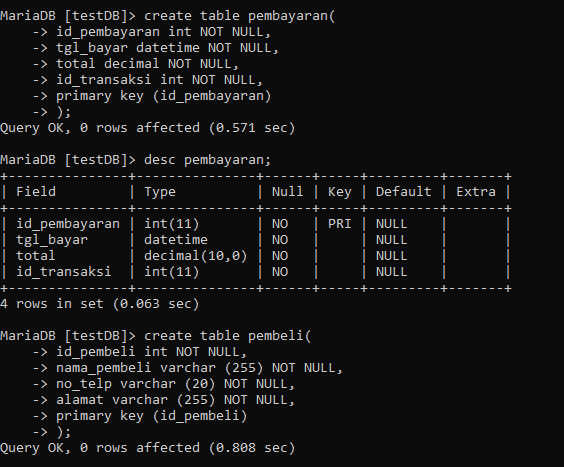 MariaDB [testDB]> create table pembayaran(
    -> id_pembayaran int NOT NULL,
    -> tgl_bayar datetime NOT NULL,
    -> total decimal NOT NULL,
    -> id_transaksi int NOT NULL,
    -> primary key (id_pembayaran)
    -> );
Query OK, 0 rows affected (0.571 sec)

MariaDB [testDB]> desc pembayaran;
+---------------+---------------+------+-----+---------+-------+
| Field         | Type          | Null | Key | Default | Extra |
+---------------+---------------+------+-----+---------+-------+
| id_pembayaran | int(11)       | NO   | PRI | NULL    |       |
| tgl_bayar     | datetime      | NO   |     | NULL    |       |
| total         | decimal(10,0) | NO   |     | NULL    |       |
| id_transaksi  | int(11)       | NO   |     | NULL    |       |
+---------------+---------------+------+-----+---------+-------+
4 rows in set (0.063 sec)

MariaDB [testDB]> create table pembeli(
    -> id_pembeli int NOT NULL,
    -> nama_pembeli varchar (255) NOT NULL,
    -> no_telp varchar (20) NOT NULL,
    -> alamat varchar (255) NOT NULL,
    -> primary key (id_pembeli)
    -> );
Query OK, 0 rows affected (0.808 sec)